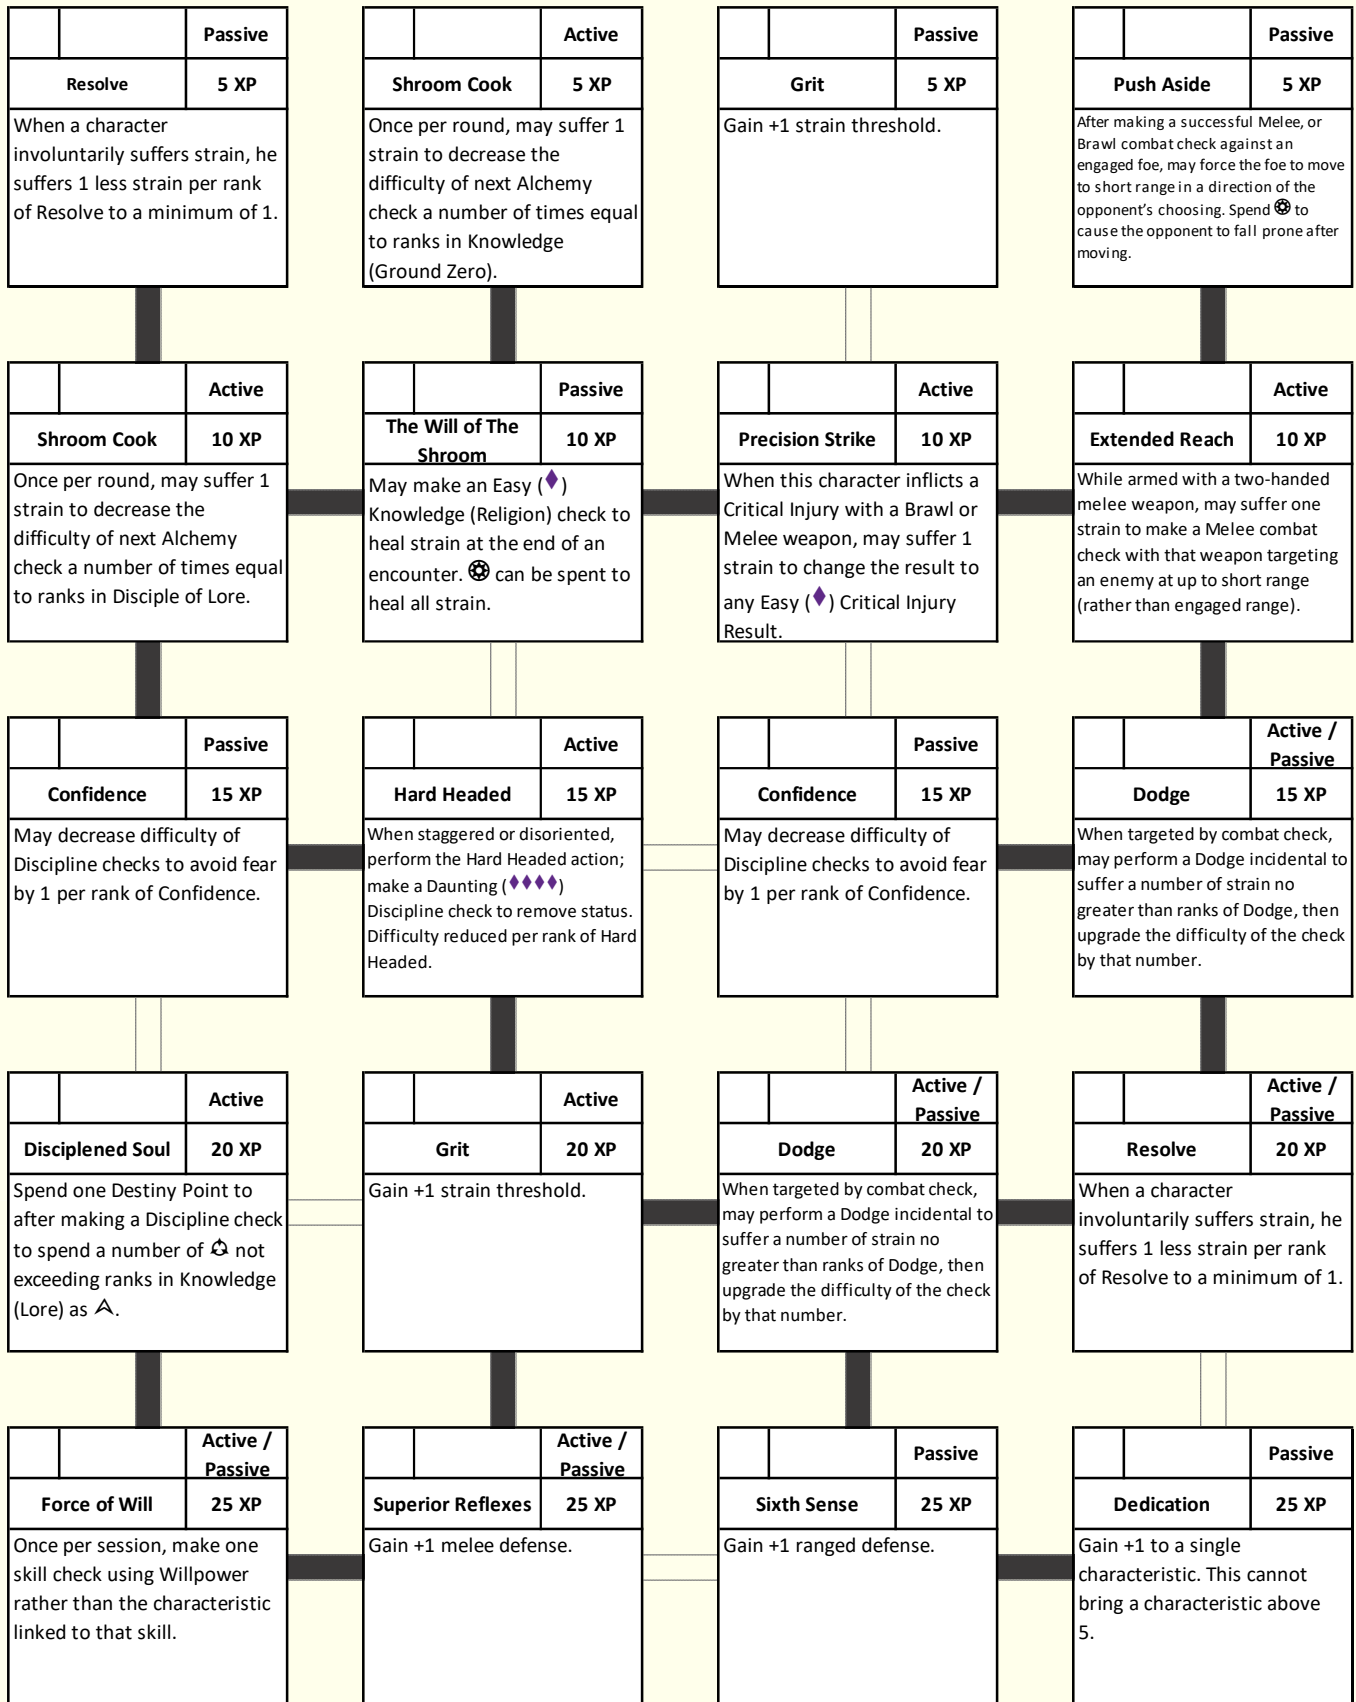 Passive
Resolve 5 XP
When a character
involuntarily suffers strain, he
suffers 1 less strain per rank
of Resolve to a minimum of 1.
Active
Shroom Cook 5 XP
Once per round, may suffer 1
strain to decrease the
difficulty of next Alchemy
check a number of times equal
to ranks in Knowledge
(Ground Zero).
Passive
Grit 5 XP
Gain +1 strain threshold.
Passive
Push Aside 5 XP
After making a successful Melee, or
Brawl combat check against an
engaged foe, may force the foe to move
to short range in a direction of the
opponent's choosing. Spend to
cause the opponent to fall prone after
moving.
Active
Shroom Cook 10 XP
Once per round, may suffer 1
strain to decrease the
difficulty of next Alchemy
check a number of times equal
to ranks in Disciple of Lore.
Passive
The Will of The
Shroom
10 XP
May make an Easy (♦)
Knowledge (Religion) check to
heal strain at the end of an
encounter. can be spent to
heal all strain.
Active
Precision Strike 10 XP
When this character inflicts a
Critical Injury with a Brawl or
Melee weapon, may suffer 1
strain to change the result to
any Easy (♦) Critical Injury
Result.
Active
Extended Reach 10 XP
While armed with a two-handed
melee weapon, may suffer one
strain to make a Melee combat
check with that weapon targeting
an enemy at up to short range
(rather than engaged range).
Passive
Confidence 15 XP
May decrease difficulty of
Discipline checks to avoid fear
by 1 per rank of Confidence.
Active
Hard Headed 15 XP
When staggered or disoriented,
perform the Hard Headed action;
make a Daunting (♦♦♦♦)
Discipline check to remove status.
Difficulty reduced per rank of Hard
Headed.
Passive
Confidence 15 XP
May decrease difficulty of
Discipline checks to avoid fear
by 1 per rank of Confidence.
Active /
Passive
Dodge 15 XP
When targeted by combat check,
may perform a Dodge incidental to
suffer a number of strain no
greater than ranks of Dodge, then
upgrade the difficulty of the check
by that number.
Active
Disciplened Soul 20 XP
Spend one Destiny Point to
after making a Discipline check
to spend a number of not
exceeding ranks in Knowledge
(Lore) as .
Active
Grit 20 XP
Gain +1 strain threshold.
Active /
Passive
Dodge 20 XP
When targeted by combat check,
may perform a Dodge incidental to
suffer a number of strain no
greater than ranks of Dodge, then
upgrade the difficulty of the check
by that number.
Active /
Passive
Resolve 20 XP
When a character
involuntarily suffers strain, he
suffers 1 less strain per rank
of Resolve to a minimum of 1.
Active /
Passive
Force of Will 25 XP
Once per session, make one
skill check using Willpower
rather than the characteristic
linked to that skill.
Active /
Passive
Superior Reflexes 25 XP
Gain +1 melee defense.
Passive
Sixth Sense 25 XP
Gain +1 ranged defense.
Passive
Dedication 25 XP
Gain +1 to a single
characteristic. This cannot
bring a characteristic above
5.